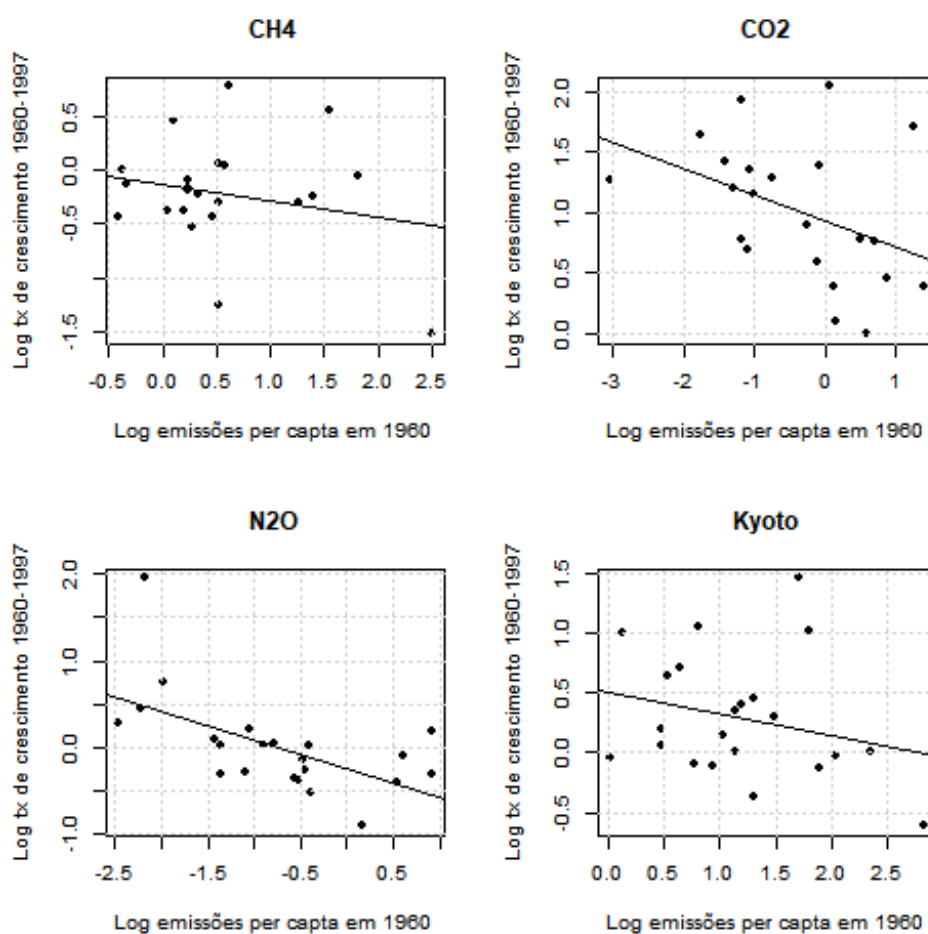 CH4
Log tx de crescimento 1960-1997
0.5
0.0
-0.5
-1.5
-0.5 0.0 0.5 1.0 1.5 2.0 2.5
Log emissões per capta em 1960
CO2
Log tx de crescimento 1960-1997
2.0
1.5
1.0
0.5
0.0
-3 -2 -1 0 1
Log emissões per capta em 1960
N2O
Log tx de crescimento 1960-1997
2.0
1.0
0.0
-1.0
-2.5 -1.5 -0.5 0.5
Log emissões per capta em 1960
Kyoto
Log tx de crescimento 1960-1997
1.5
1.0
0.5
0.0
-0.5
0.0 0.5 1.0 1.5 2.0 2.5
Log emissões per capta em 1960